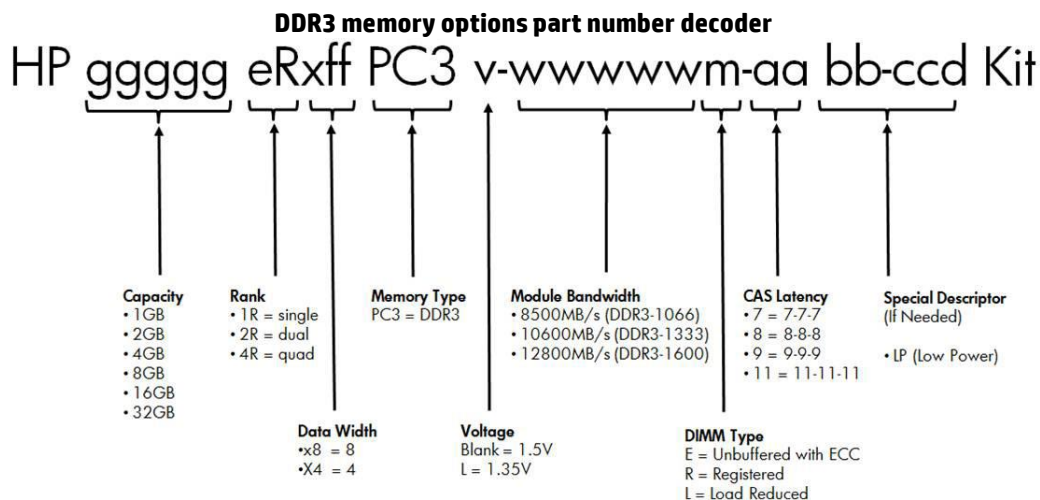 DDR3 memory options part number decoder
HP ggggg eRxff PC3 v-wwwwwm-aa bb-ccd Kit
Capacity
• 1GB
• 2GB
• 4GB
• 8GB
• 16GB
• 32GB
Rank
• 1R = single
• 2R = dual
• 4R = quad
Memory Type
PC3 = DDR3
Module Bandwidth
• 8500MB/s (DDR3-1066)
• 10600MB/s (DDR3-1333)
• 12800MB/s (DDR3-1600)
CAS Latency
• 7 = 7-7-7
• 8 = 8-8-8
• 9 = 9-9-9
• 11 = 11-11-11
Special Descriptor
(If Needed)
• LP (Low Power)
Data Width
•x8 = 8
•X4 = 4
Voltage
Blank = 1.5V
L = 1.35V
DIMM Type
E = Unbuffered with ECC
R = Registered
L = Load Reduced